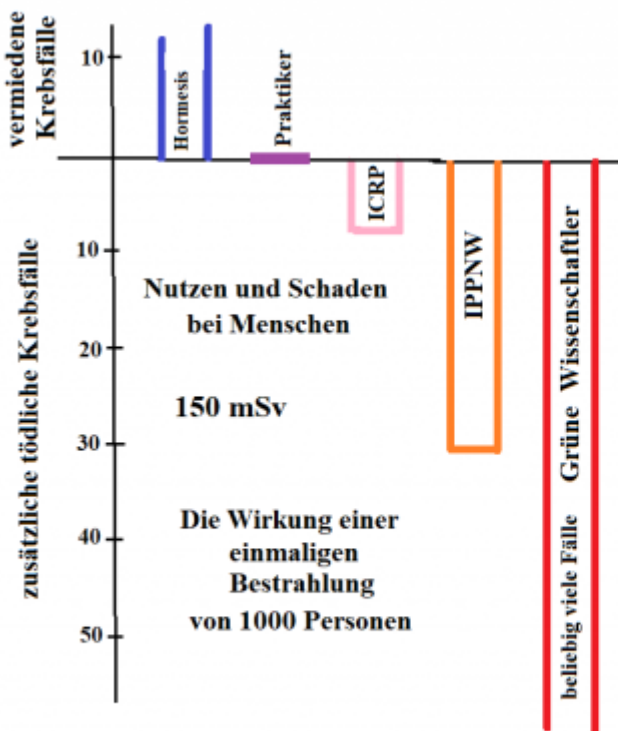 vermiedene
Krebsfälle
10
Hormesis
Praktiker
ICRP
IPPNW
Grüne Wissenschaftler
beliebig viele Fälle
zusätzliche tödliche Krebsfälle
10
20
30
40
50
Nutzen und Schaden
bei Menschen
150 mSv
Die Wirkung einer
einmaligen
Bestrahlung
von 1000 Personen